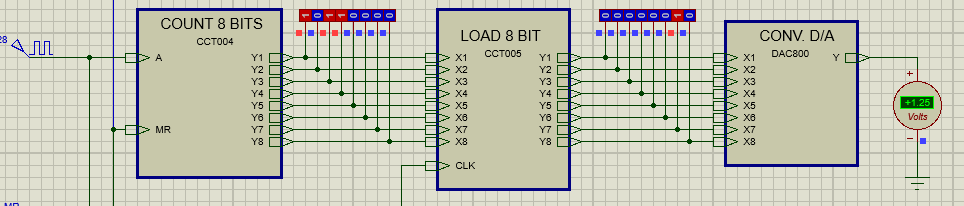 COUNT 8 BITS
CCT004
A
MR
Y1
Y2
Y3
Y4
Y5
Y6
Y7
Y8
1 0 1 1 0 0 0 0
LOAD 8 BIT
CCT005
X1
X2
X3
X4
X5
X6
X7
X8
CLK
Y1
Y2
Y3
Y4
Y5
Y6
Y7
Y8
0 0 0 0 0 0 1 0
CONV. D/A
DAC800
X1
X2
X3
X4
X5
X6
X7
X8
Y
+
+1.25
Volts
-